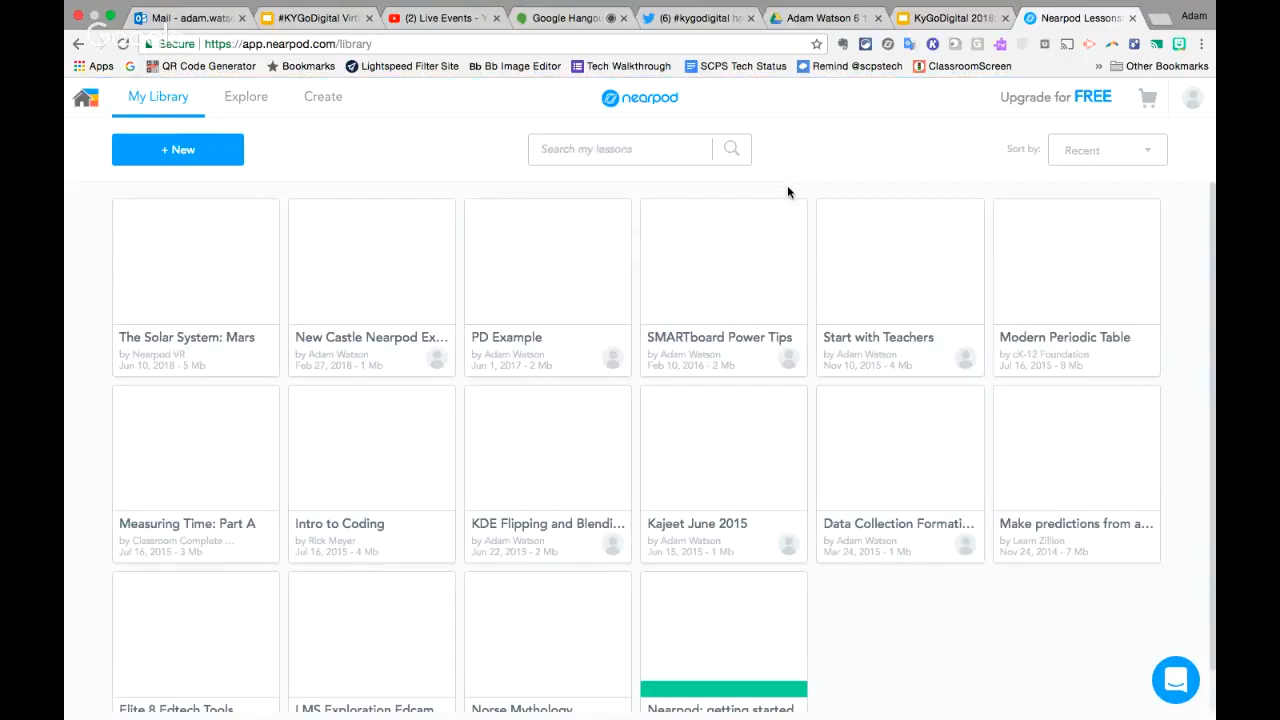 Mail - adam.wats
#KYGoDigital Virt
(2) Live Events - Y
Google Hangou
(6) #kygodigital ha
Adam Watson 6 1
KyGoDigital 2018
Nearpod Lessons
Adam
Secure
https://app.nearpod.com/library
Apps
QR Code Generator
Bookmarks
Lightspeed Filter Site
Bb Bb Image Editor
Tech Walkthrough
SCPS Tech Status
Remind @scpstech
ClassroomScreen
»
Other Bookmarks
My Library
Explore
Create
nearpod
Upgrade for FREE
+ New
Search my lessons
Sort by:
Recent
The Solar System: Mars
by Nearpod VR
Jun 10, 2018 - 5 Mb
New Castle Nearpod Ex...
by Adam Watson
Feb 27, 2018 - 1 Mb
PD Example
by Adam Watson
Jun 1, 2017 - 2 Mb
SMARTboard Power Tips
by Adam Watson
Feb 10, 2016 - 2 Mb
Start with Teachers
by Adam Watson
Nov 10, 2015 - 4 Mb
Modern Periodic Table
by cK-12 Foundation
Jul 16, 2015 - 8 Mb
Measuring Time: Part A
by Classroom Complete ...
Jul 16, 2015 - 3 Mb
Intro to Coding
by Rick Meyer
Jul 16, 2015 - 4 Mb
KDE Flipping and Blendi...
by Adam Watson
Jun 22, 2015 - 2 Mb
Kajeet June 2015
by Adam Watson
Jun 15, 2015 - 1 Mb
Data Collection Formati...
by Adam Watson
Mar 24, 2015 - 1 Mb
Make predictions from a...
by Learn Zillion
Nov 24, 2014 - 7 Mb
Elite 8 Edtech Tools
LMS Exploration Edcam
Norse Mythology
Nearpod: getting started